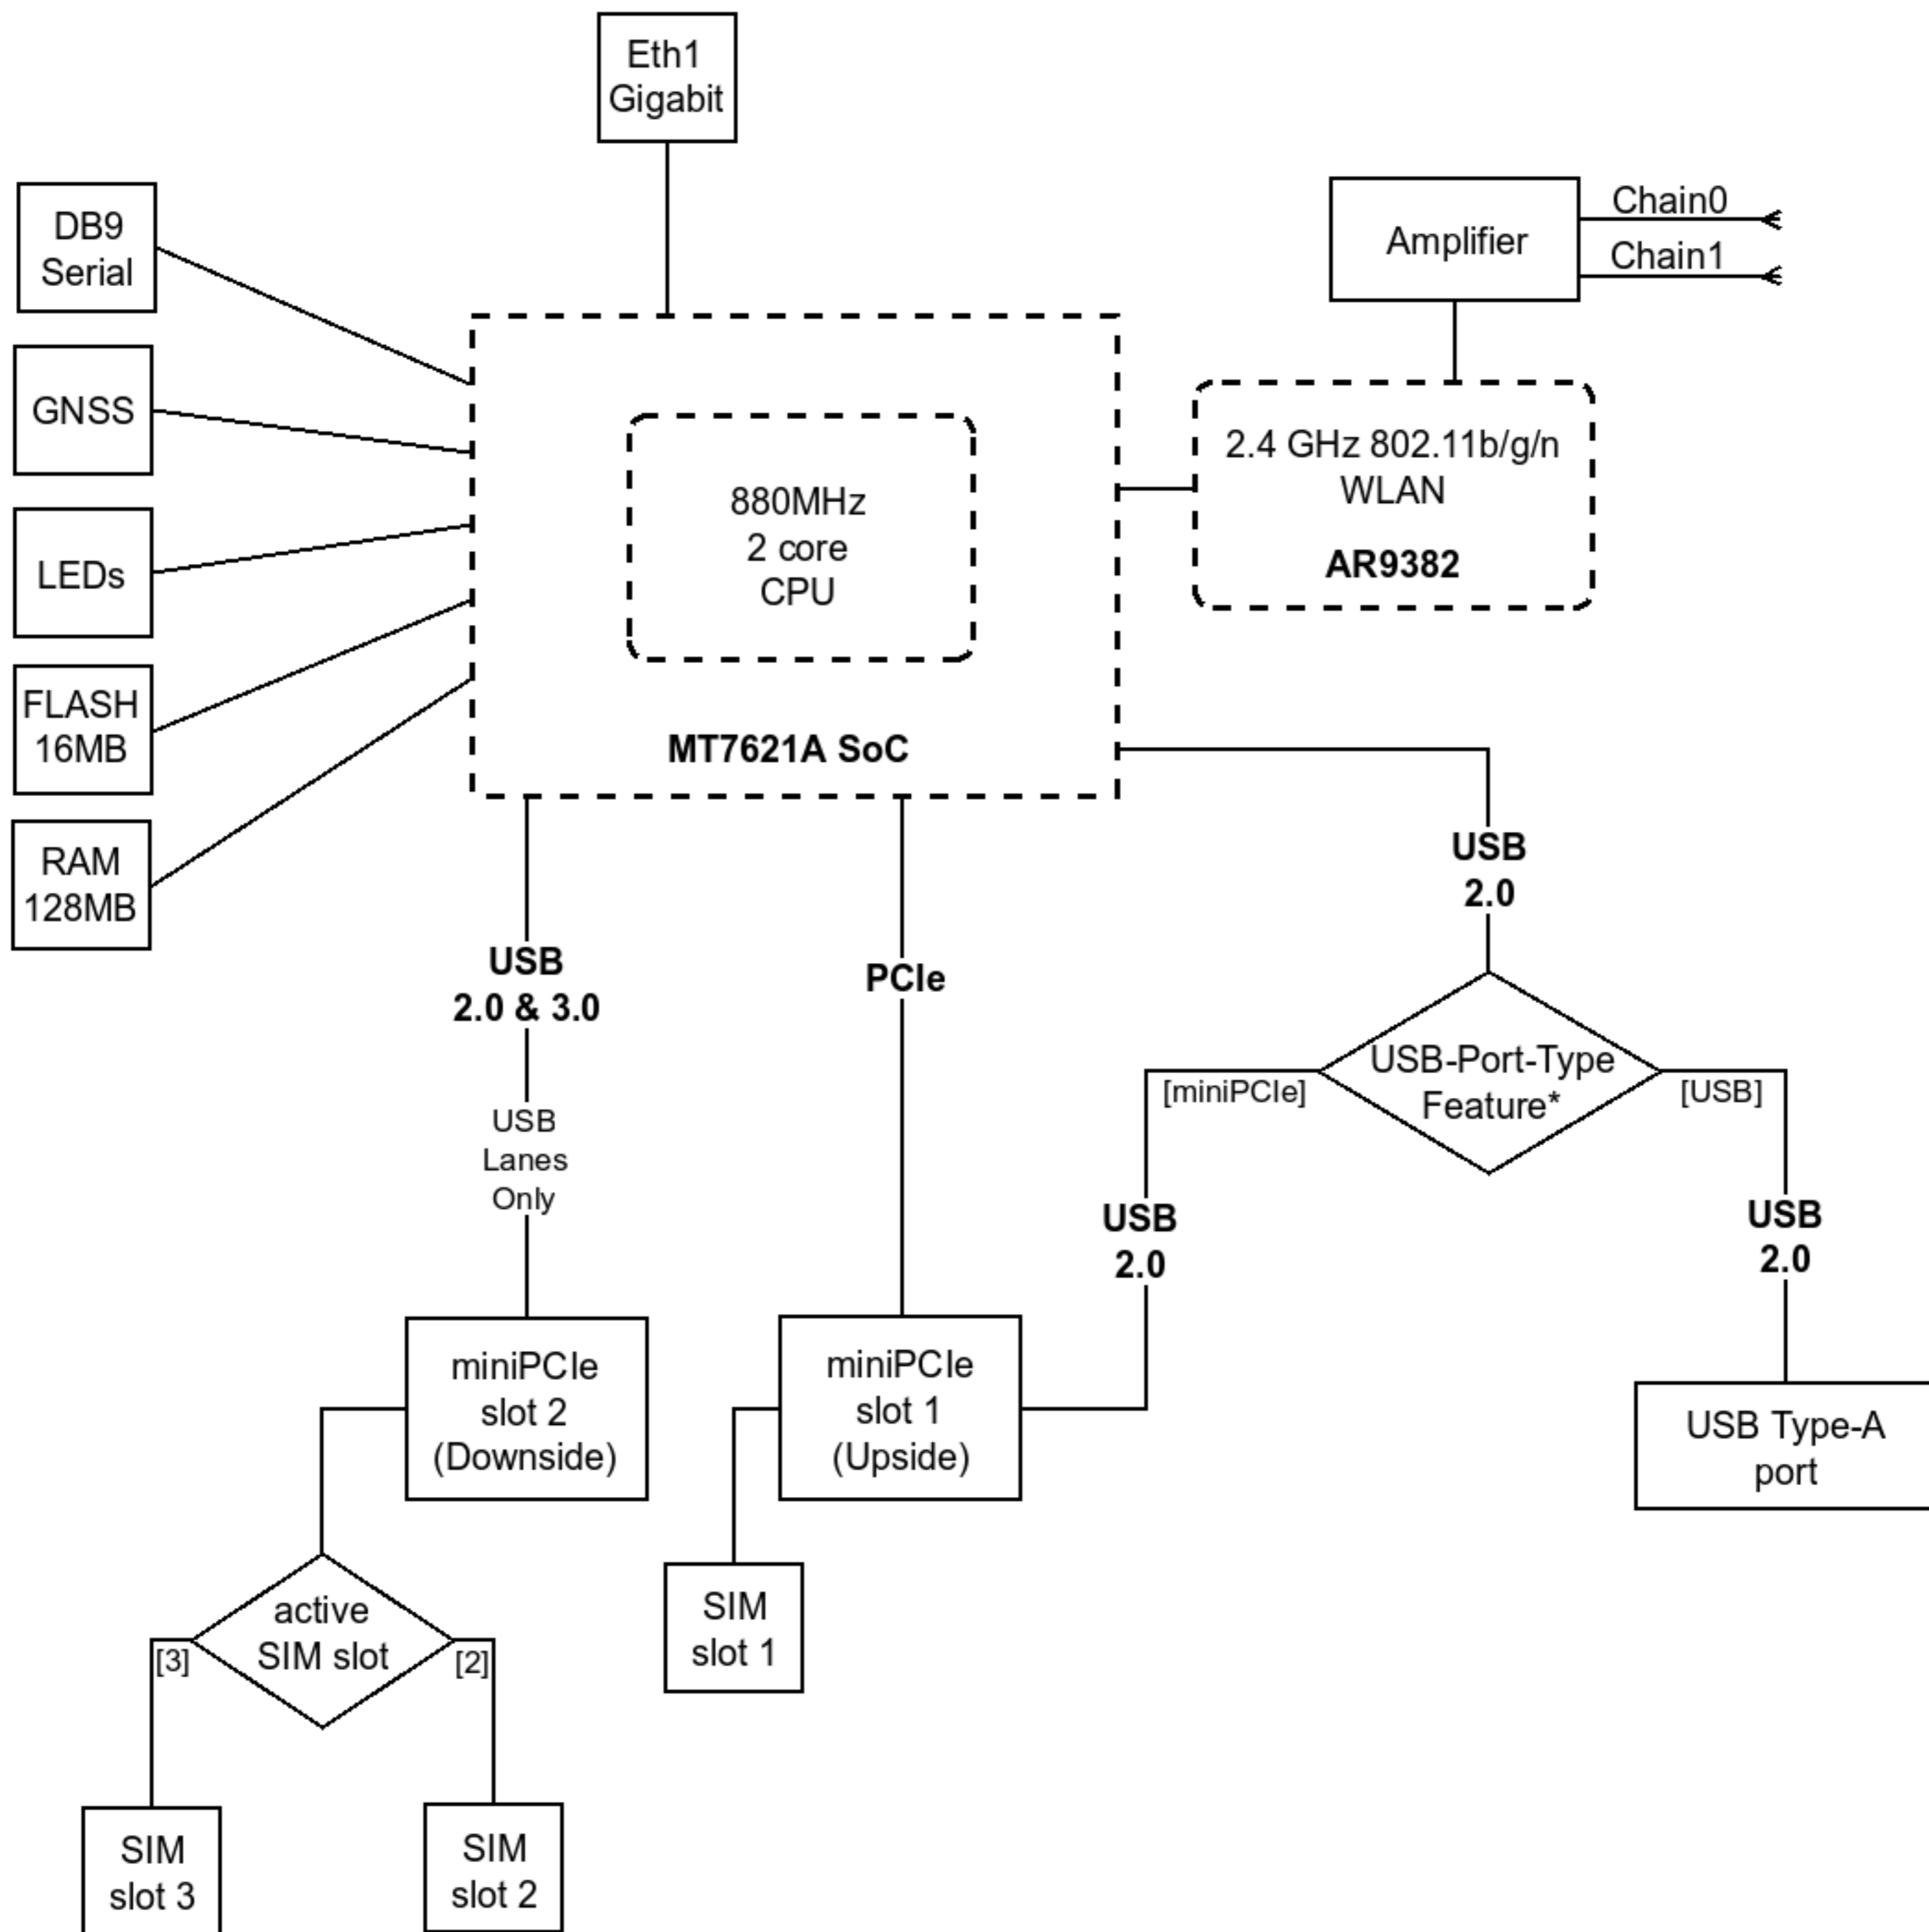 Eth1
Gigabit
DB9
Serial
GNSS
LEDs
FLASH
16MB
RAM
128MB
880MHz
2 core
CPU
MT7621A SoC
Amplifier
Chain0
Chain1
2.4 GHz 802.11b/g/n
WLAN
AR9382
USB
2.0 & 3.0
USB
Lanes
Only
PCIe
USB
2.0
USB-Port-Type
Feature*
[miniPCIe]
[USB]
USB
2.0
USB
2.0
miniPCIe
slot 2
(Downside)
miniPCIe
slot 1
(Upside)
USB Type-A
port
active
SIM slot
[3]
[2]
SIM
slot 1
SIM
slot 3
SIM
slot 2